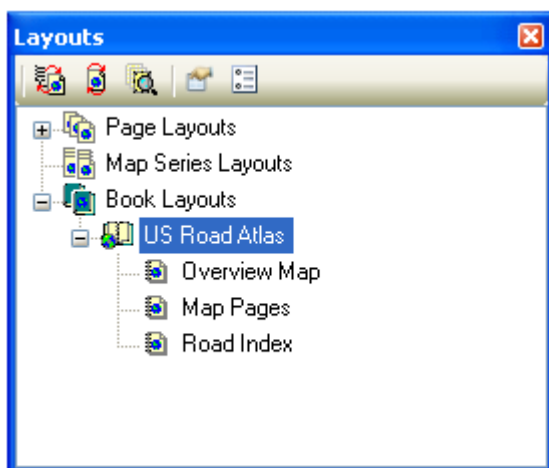 Layouts
Page Layouts
Map Series Layouts
Book Layouts
US Road Atlas
Overview Map
Map Pages
Road Index